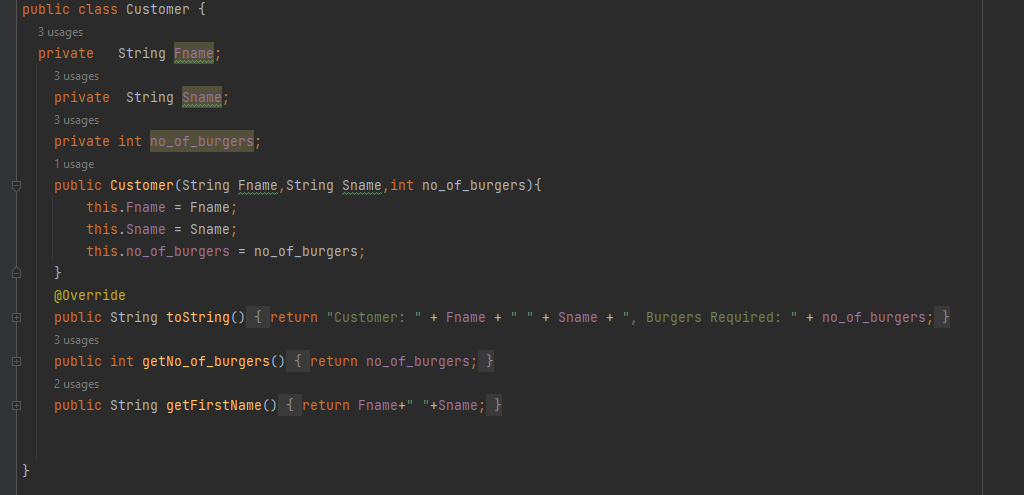 public class Customer {
3 usages
private   String Fname;
3 usages
private  String Sname;
3 usages
private int no_of_burgers;
1 usage
public Customer(String Fname,String Sname,int no_of_burgers){
this.Fname = Fname;
this.Sname = Sname;
this.no_of_burgers = no_of_burgers;
}
@Override
public String toString() { return "Customer: " + Fname + " " + Sname + ", Burgers Required: " + no_of_burgers; }
3 usages
public int getNo_of_burgers() { return no_of_burgers; }
2 usages
public String getFirstName() { return Fname+" "+Sname; }
}